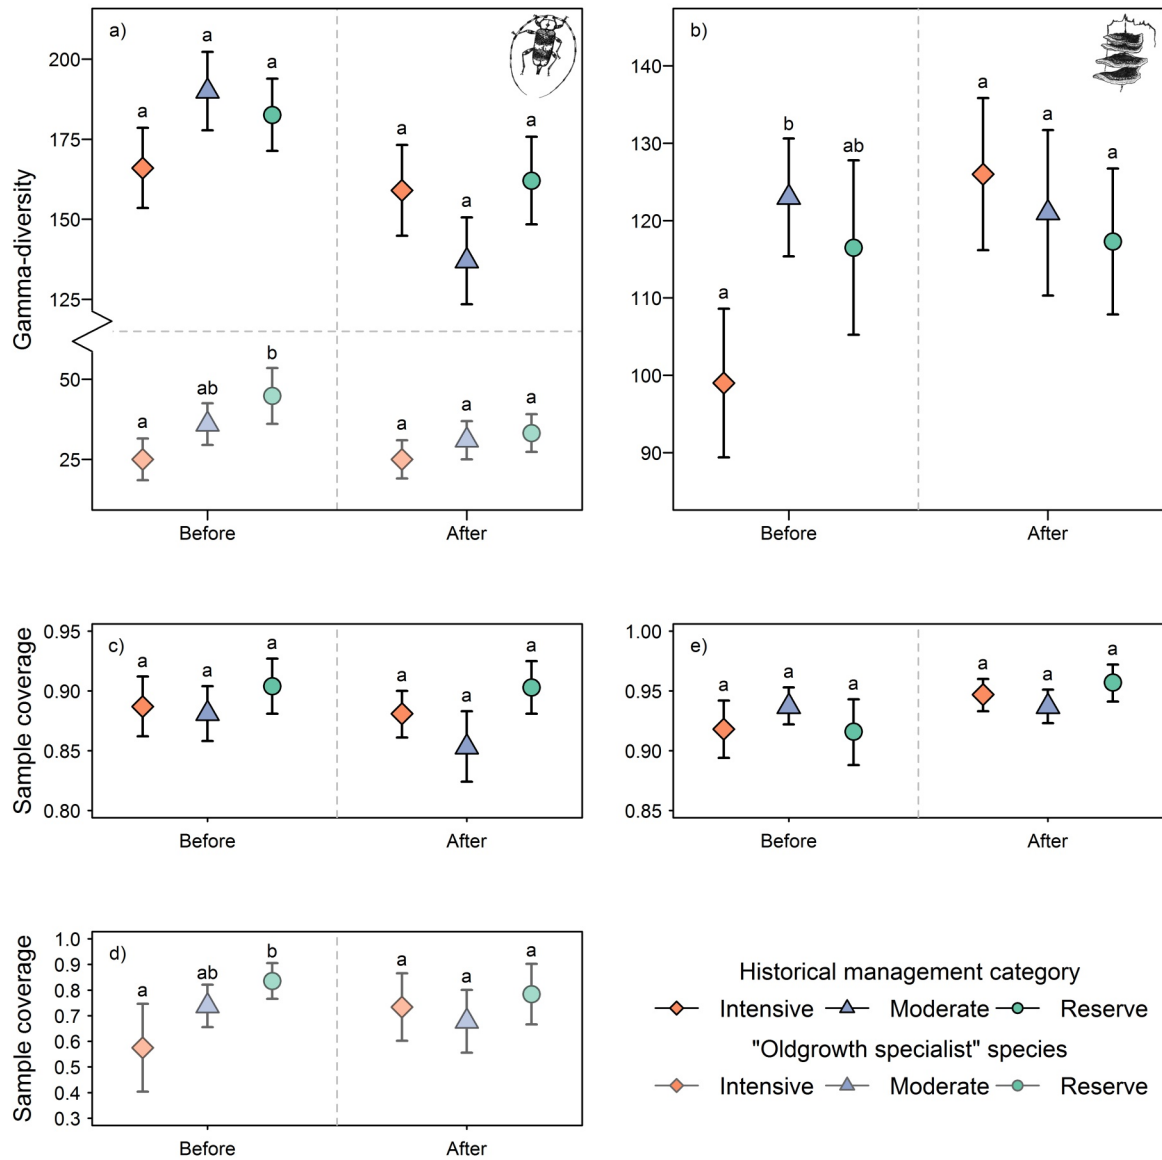 a)
Gamma-diversity
200
175
150
125
50
25
a a a a a a
a ab b a a a
Before After
b)
140
130
120
110
100
90
a b ab a a a
Before After
c)
Sample coverage
0.95
0.90
0.85
0.80
a a a a a a
Before After
e)
1.00
0.95
0.90
0.85
a a a a a a
Before After
d)
Sample coverage
1.0
0.9
0.8
0.7
0.6
0.5
0.4
0.3
a ab b a a a
Before After
Historical management category
Intensive Moderate Reserve
"Oldgrowth specialist" species
Intensive Moderate Reserve